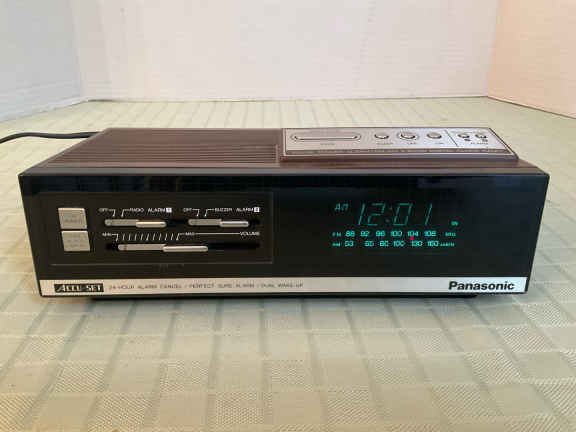 OFF RADIO ALARM 1 OFF BUZZER ALARM 2
MIN MAX VOLUME
AM 12:01 ON
FM 88 92 96 100 104 108 MHz
AM 53 65 80 100 130 160
ACCU-SET 24-HOUR ALARM CANCEL / PERFECT SURE ALARM / DUAL WAKE-UP Panasonic